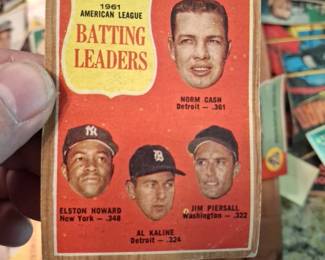 1961
AMERICAN LEAGUE
BATTING
LEADERS
NORM CASH
Detroit — .361
ELSTON HOWARD
New York — .348
JIM PIERSALL
Washington — .322
AL KALINE
Detroit — .324